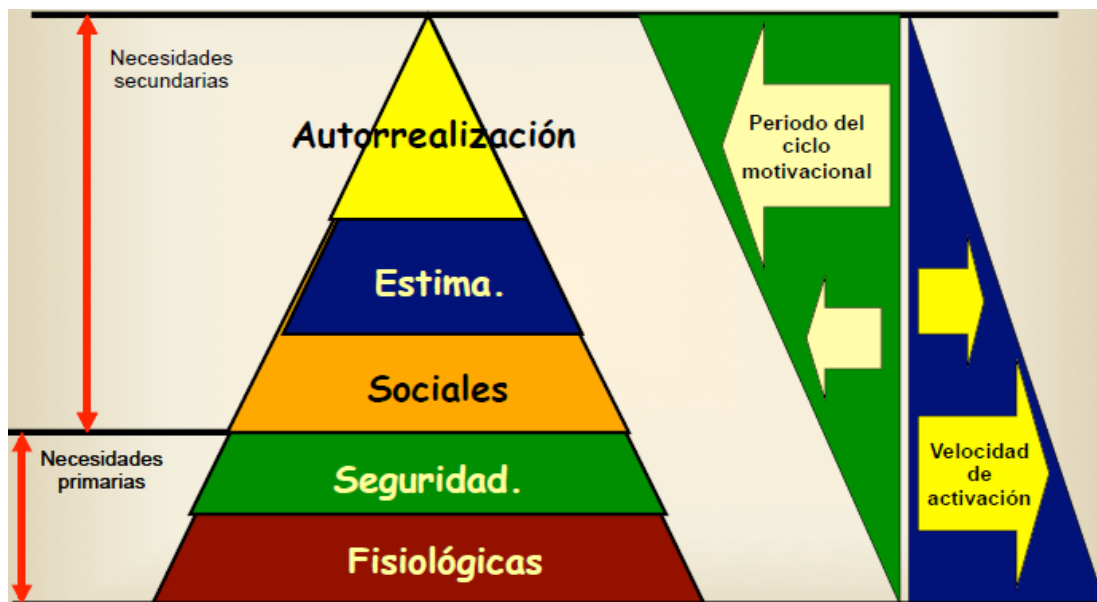 Necesidades
secundarias
Autorrealización
Estima.
Sociales
Necesidades
primarias
Seguridad.
Fisiológicas
Periodo del
ciclo
motivacional
Velocidad
de
activación